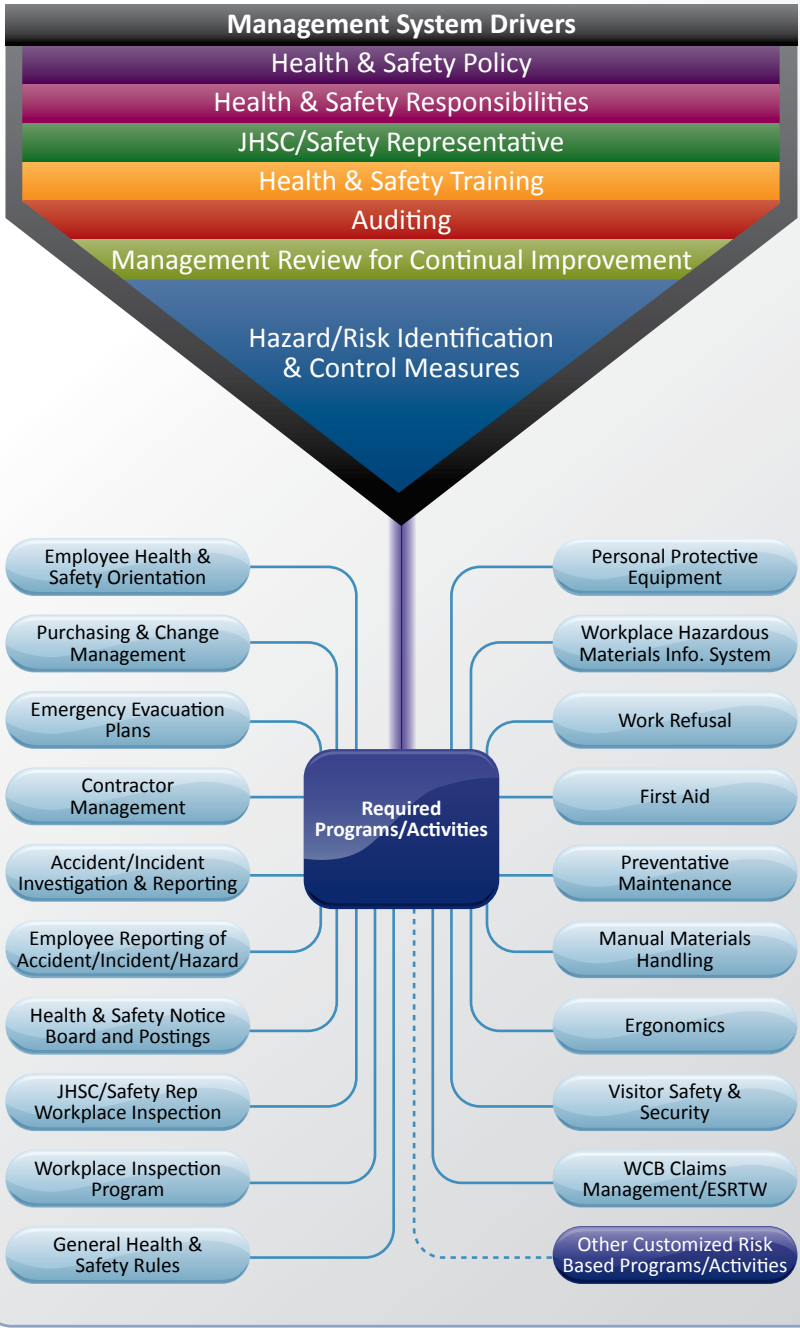 Management System Drivers
Health & Safety Policy
Health & Safety Responsibilities
JHSC/Safety Representative
Health & Safety Training
Auditing
Management Review for Continual Improvement
Hazard/Risk Identification
& Control Measures
Employee Health &
Safety Orientation
Purchasing & Change
Management
Emergency Evacuation
Plans
Contractor
Management
Accident/Incident
Investigation & Reporting
Employee Reporting of
Accident/Incident/Hazard
Health & Safety Notice
Board and Postings
JHSC/Safety Rep
Workplace Inspection
Workplace Inspection
Program
General Health &
Safety Rules
Required
Programs/Activities
Personal Protective
Equipment
Workplace Hazardous
Materials Info. System
Work Refusal
First Aid
Preventative
Maintenance
Manual Materials
Handling
Ergonomics
Visitor Safety &
Security
WCB Claims
Management/ESRTW
Other Customized Risk
Based Programs/Activities